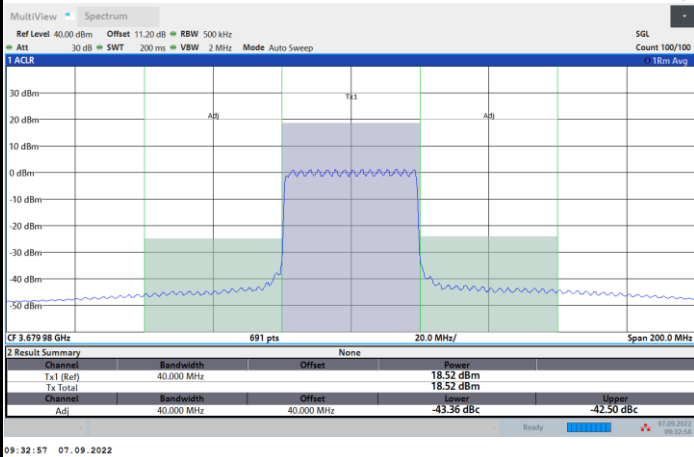 MultiView Spectrum
Ref Level 40.00 dBm Offset 11.20 dB RBW 500 kHz SGL
Att 30 dB SWT 200 ms VBW 2 MHz Mode Auto Sweep Count 100/100
1 ACLR 1Rm Avg
30 dBm
Tx1
20 dBm
Adj Adj
10 dBm
0 dBm
-10 dBm
-20 dBm
-30 dBm
-40 dBm
-50 dBm
CF 3.679 98 GHz 691 pts 20.0 MHz/ Span 200.0 MHz
2 Result Summary None
Channel Bandwidth Offset Power
Tx1 (Ref) 40.000 MHz 18.52 dBm
Tx Total 18.52 dBm
Channel Bandwidth Offset Lower Upper
Adj 40.000 MHz 40.000 MHz -43.36 dBc -42.50 dBc
Ready 07.09.2022
09:32:56
09:32:57 07.09.2022